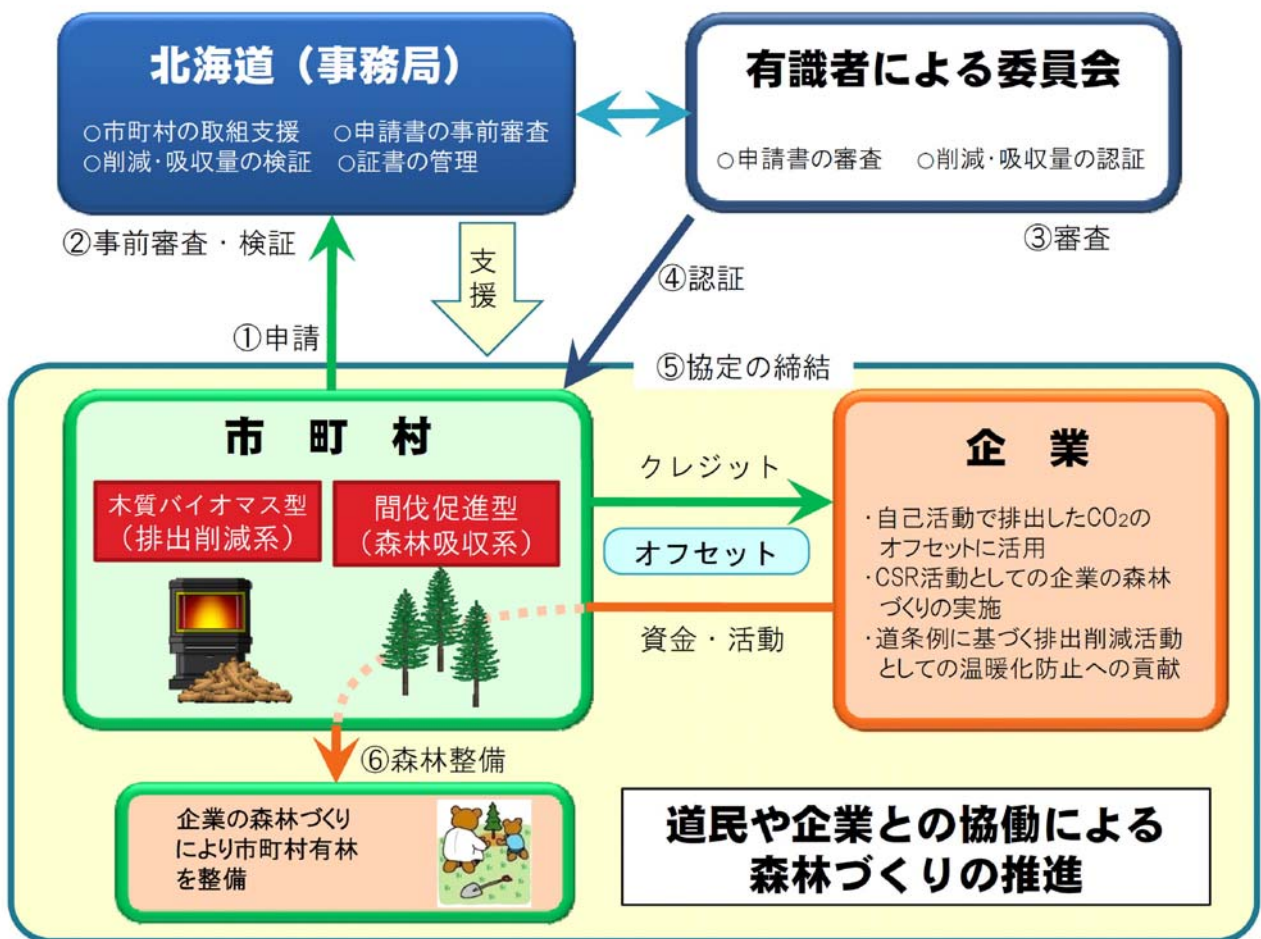 北海道（事務局）
○市町村の取組支援　○申請書の事前審査
○削減・吸収量の検証　○証書の管理
有識者による委員会
○申請書の審査　○削減・吸収量の認証
②事前審査・検証
③審査
支
援
④認証
①申請
⑤協定の締結
市　町　村
木質バイオマス型
（排出削減系）
間伐促進型
（森林吸収系）
クレジット
オフセット
資金・活動
企　業
・自己活動で排出したCO₂の
オフセットに活用
・CSR活動としての企業の森林
づくりの実施
・道条例に基づく排出削減活動
としての温暖化防止への貢献
⑥森林整備
企業の森林づくり
により市町村有林
を整備
道民や企業との協働による
森林づくりの推進